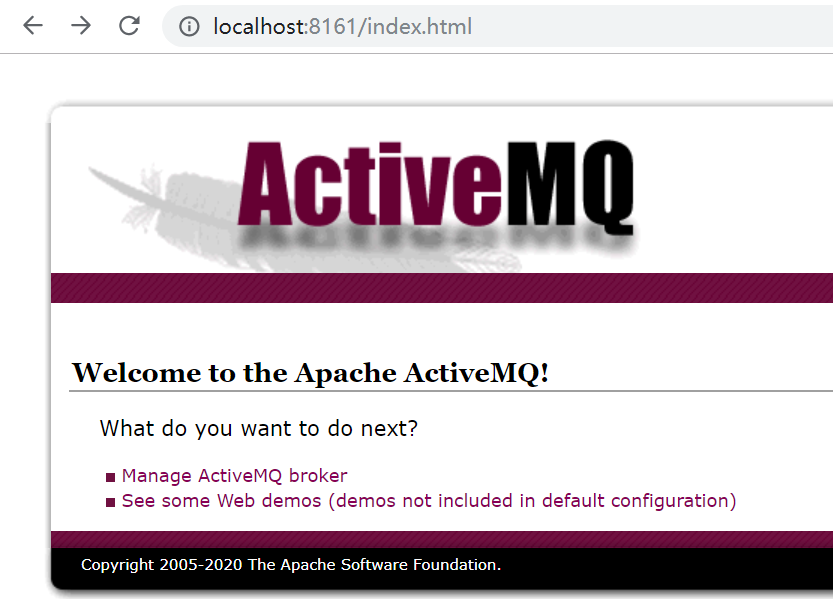 localhost:8161/index.html
ActiveMQ
Welcome to the Apache ActiveMQ!
What do you want to do next?
Manage ActiveMQ broker
See some Web demos (demos not included in default configuration)
Copyright 2005-2020 The Apache Software Foundation.